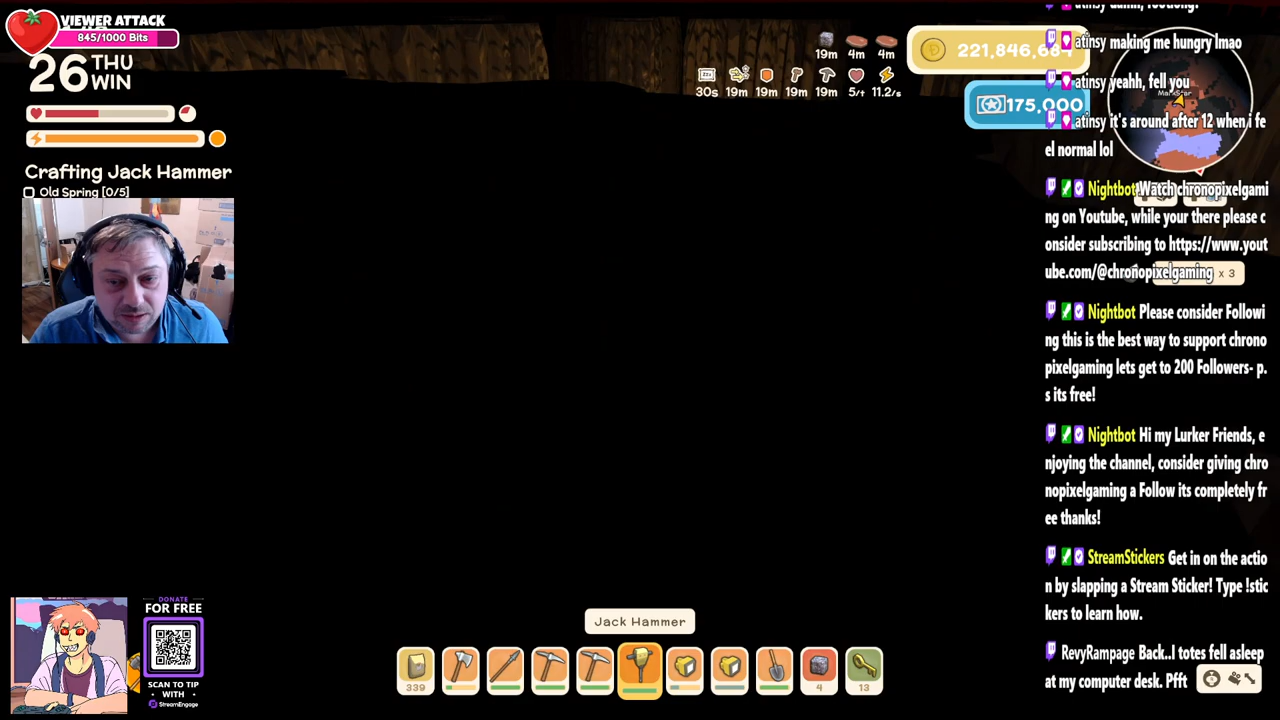 VIEWER ATTACK
845/1000 Bits
26 THU
WIN
Crafting Jack Hammer
Old Spring [0/5]
19m 4m 4m
30s 19m 19m 19m 19m 5/t 11.2/s
175,000
atinsy making me hungry lmao
atinsy yeahh, fell you
atinsy it's around after 12 when i fe
el normal lol
Nightbot Watch chronopixelgami
ng on Youtube, while your there please c
onsider subscribing to https://www.yout
ube.com/@chronopixelgaming x 3
Nightbot Please consider Followi
ng this is the best way to support chrono
pixelgaming lets get to 200 Followers- p.
s its free!
Nightbot Hi my Lurker Friends, e
njoying the channel, consider giving chro
nopixelgaming a Follow its completely fr
ee thanks!
StreamStickers Get in on the actio
n by slapping a Stream Sticker! Type !stic
kers to learn how.
RevyRampage Back..I totes fell asleep
at my computer desk. Pfft
DONATE
FOR FREE
SCAN TO TIP
WITH
StreamEngage
Jack Hammer
339 4 13